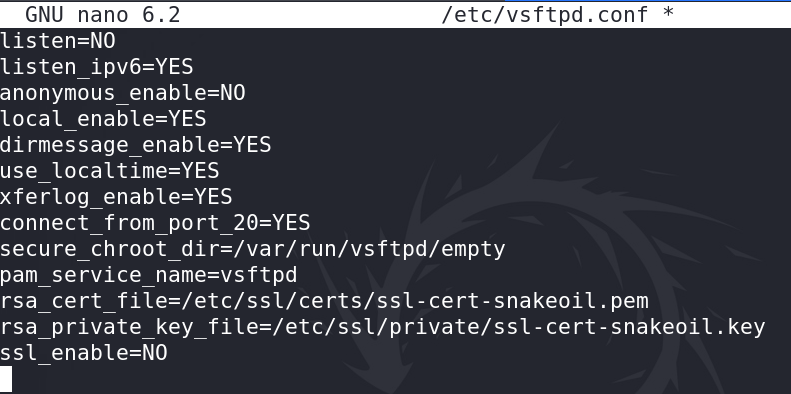 GNU nano 6.2 /etc/vsftpd.conf *
listen=NO
listen_ipv6=YES
anonymous_enable=NO
local_enable=YES
dirmessage_enable=YES
use_localtime=YES
xferlog_enable=YES
connect_from_port_20=YES
secure_chroot_dir=/var/run/vsftpd/empty
pam_service_name=vsftpd
rsa_cert_file=/etc/ssl/certs/ssl-cert-snakeoil.pem
rsa_private_key_file=/etc/ssl/private/ssl-cert-snakeoil.key
ssl_enable=NO